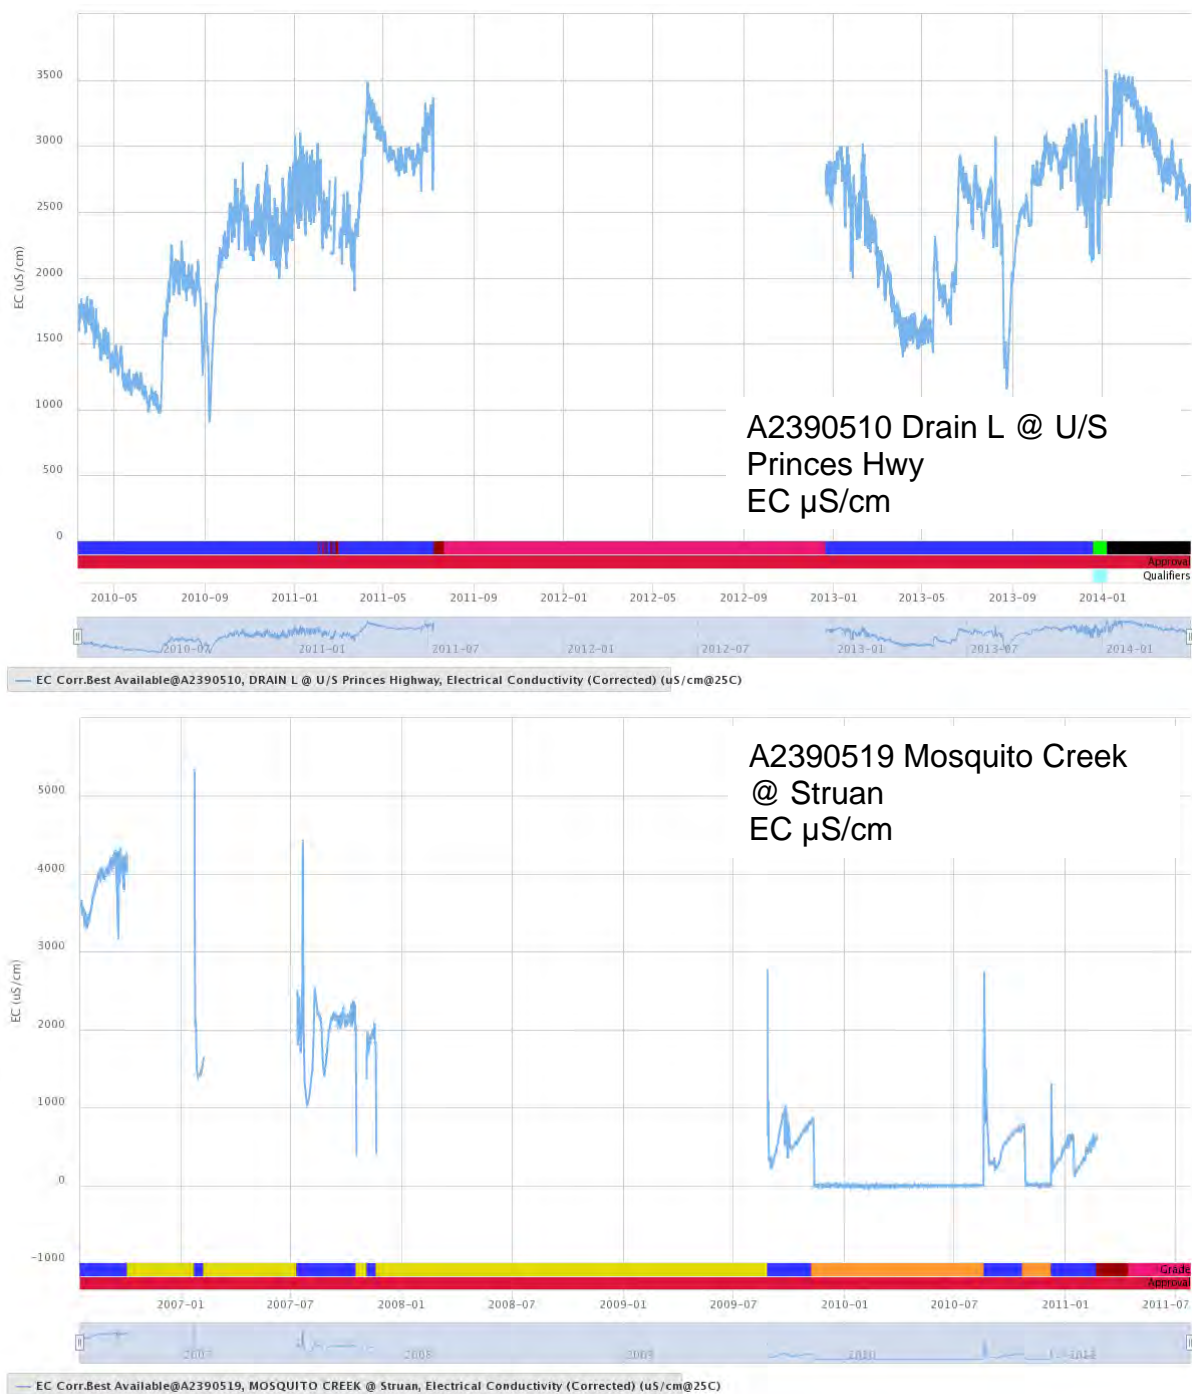 3500
3000
2500
2000
1500
1000
500
0
EC (uS/cm)
A2390510 Drain L @ U/S
Princes Hwy
EC µS/cm
Approval
Qualifiers
2010-05 2010-09 2011-01 2011-05 2011-09 2012-01 2012-05 2012-09 2013-01 2013-05 2013-09 2014-01
2010-07 2011-01 2011-07 2012-01 2012-07 2013-01 2013-07 2014-01
EC Corr.Best Available@A2390510, DRAIN L @ U/S Princes Highway, Electrical Conductivity (Corrected) (uS/cm@25C)
A2390519 Mosquito Creek
@ Struan
EC µS/cm
5000
4000
3000
2000
1000
0
-1000
EC (uS/cm)
Grade
Approval
2007-01 2007-07 2008-01 2008-07 2009-01 2009-07 2010-01 2010-07 2011-01 2011-07
2007 2008 2009 2010 2011
EC Corr.Best Available@A2390519, MOSQUITO CREEK @ Struan, Electrical Conductivity (Corrected) (uS/cm@25C)